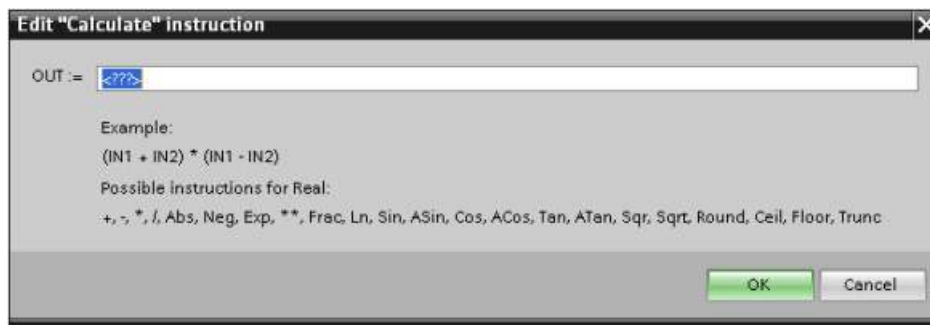 Edit "Calculate" instruction
OUT := <???>
Example:
(IN1 + IN2) * (IN1 - IN2)
Possible instructions for Real:
+, -, *, /, Abs, Neg, Exp, **, Frac, Ln, Sin, ASin, Cos, ACos, Tan, ATan, Sqr, Sqrt, Round, Ceil, Floor, Trunc
OK Cancel